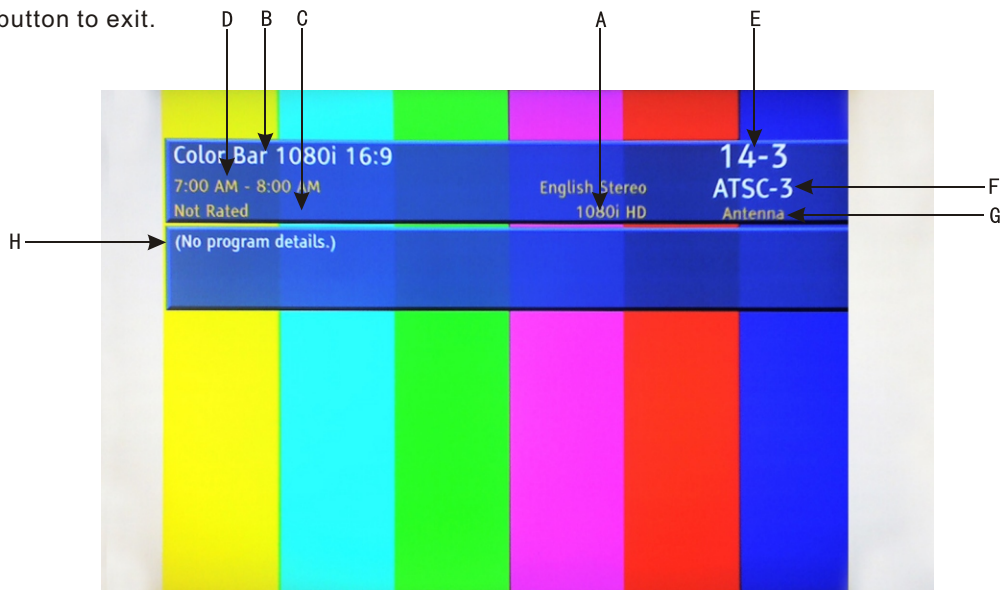 button to exit.
D B C A E
Color Bar 1080i 16:9 14-3
7:00 AM - 8:00 AM English Stereo ATSC-3 F
Not Rated 1080i HD Antenna G
H (No program details.)